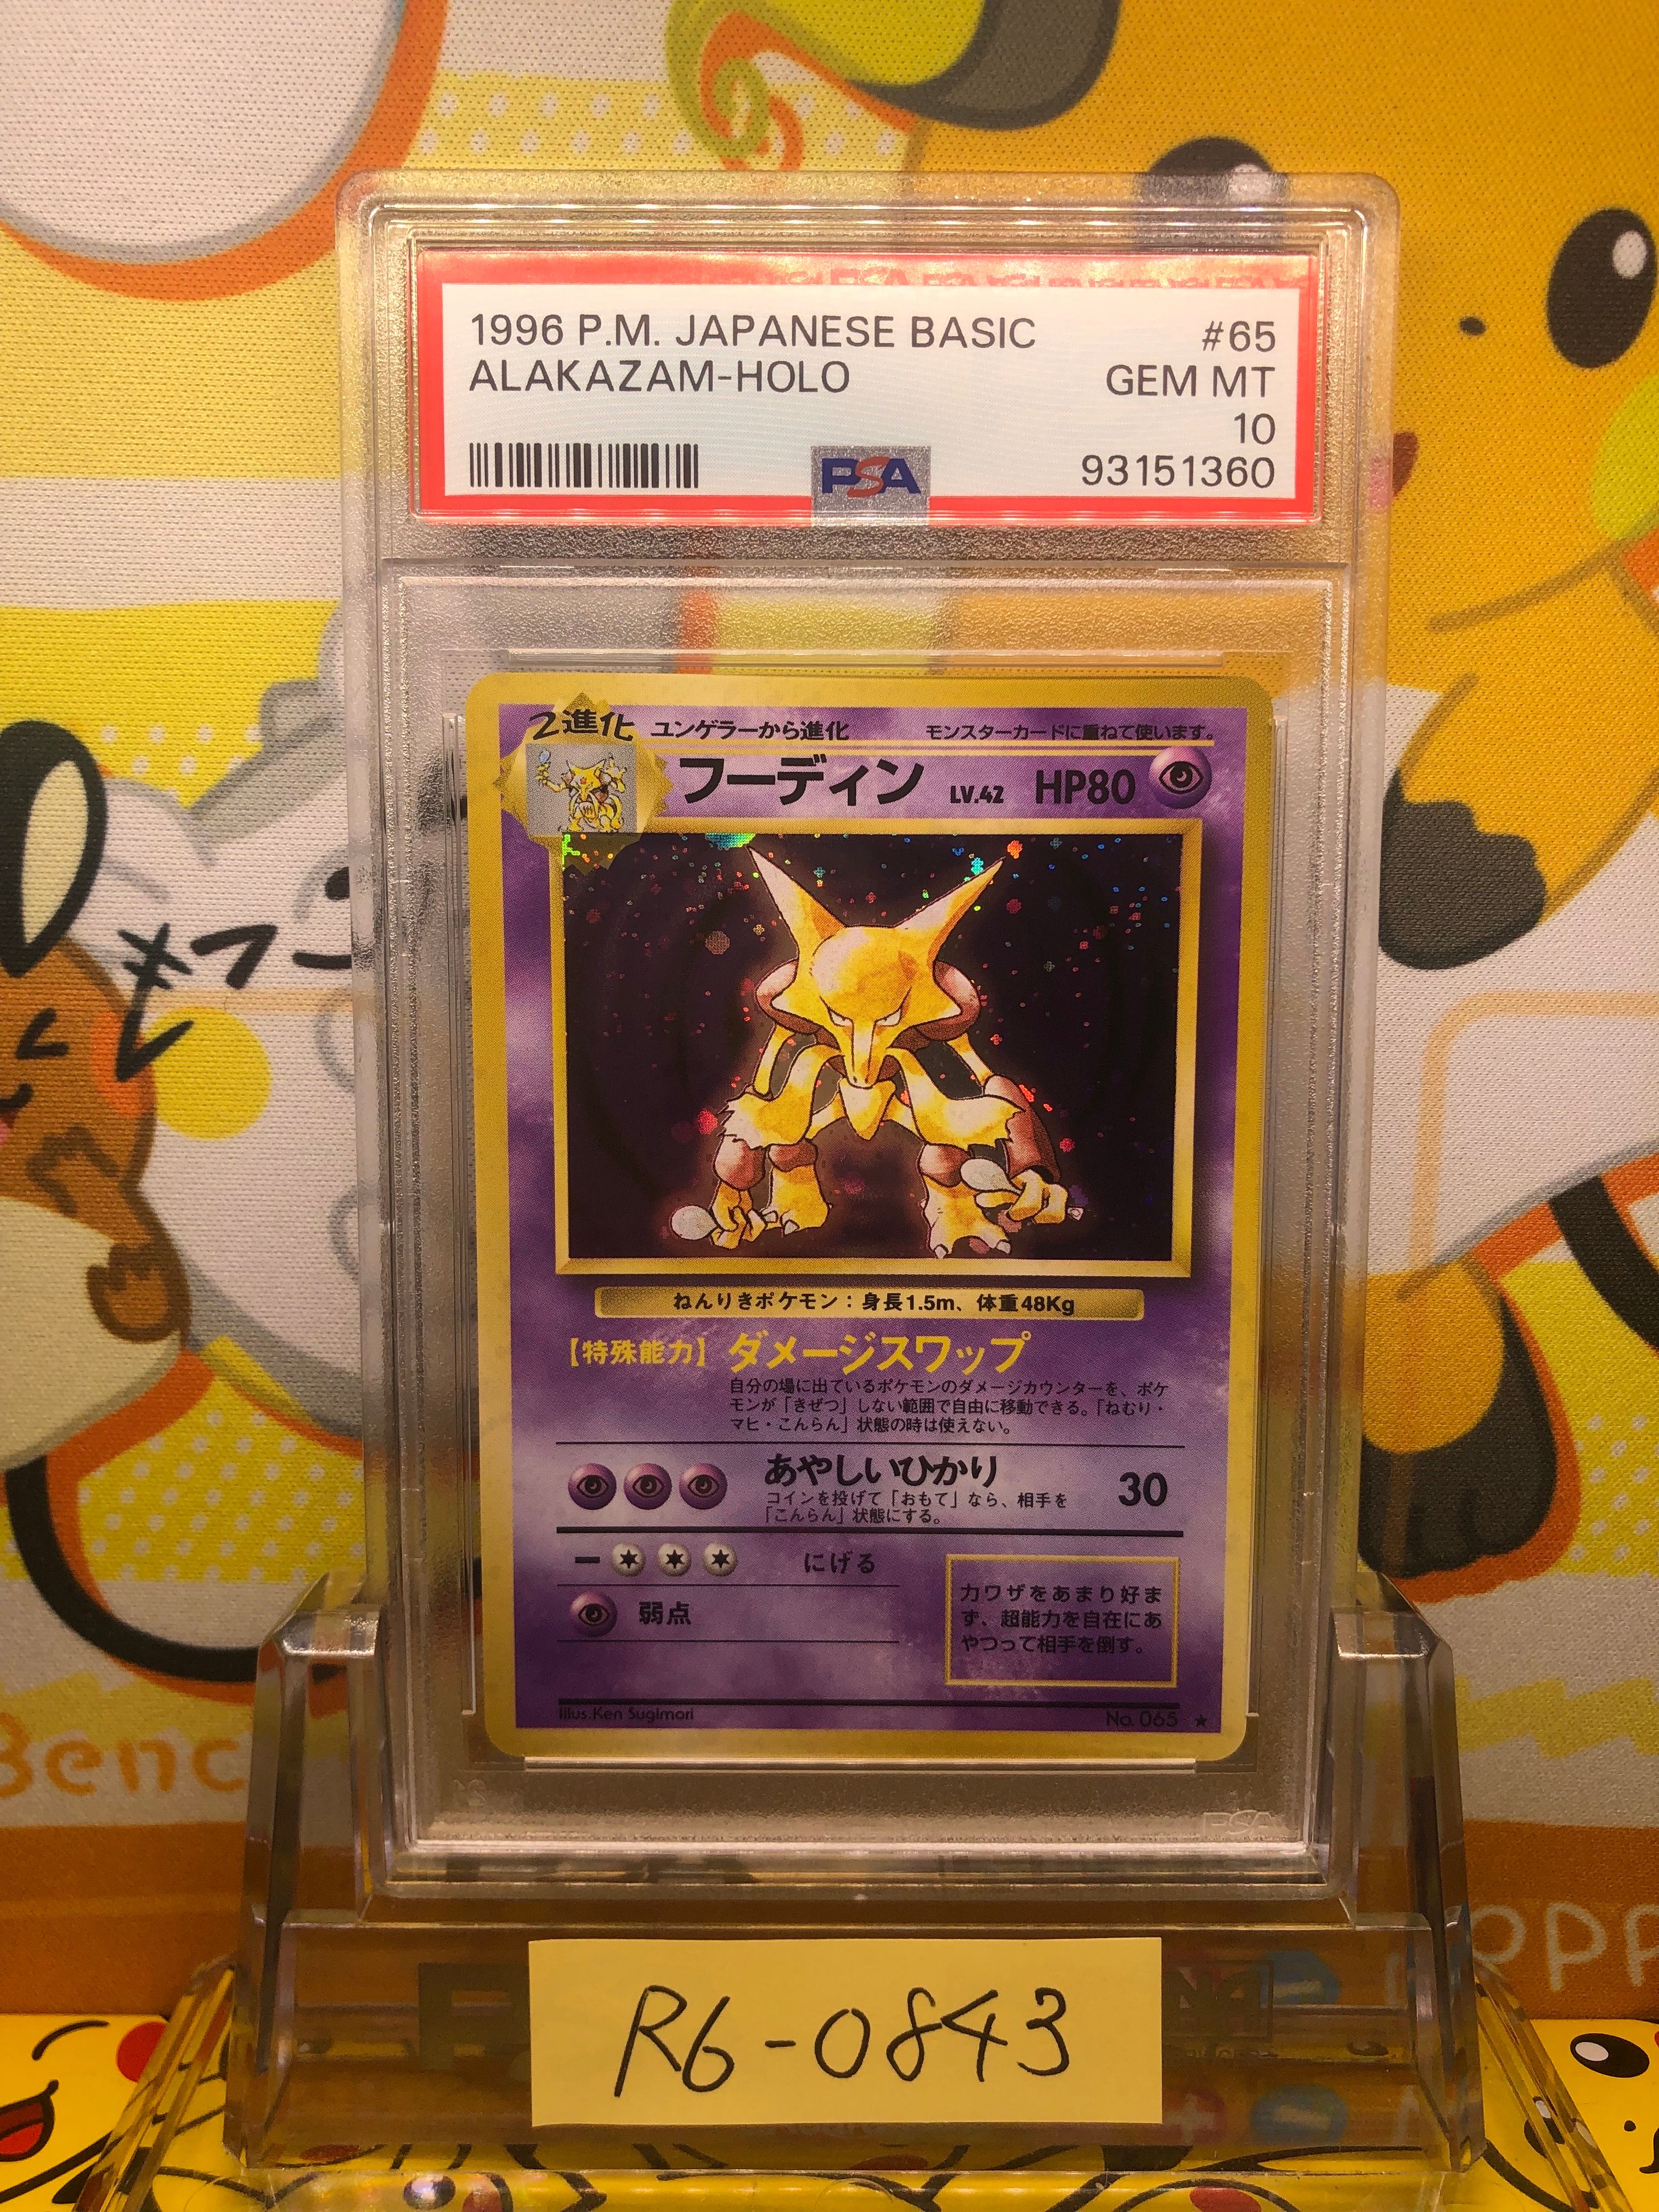 1996 P.M. JAPANESE BASIC #65
ALAKAZAM-HOLO GEM MT
10
PSA 93151360
2進化 ユンゲラーから進化 モンスターカードに重ねて使います。
フーディン LV.42 HP80
ねんりきポケモン：身長1.5m、体重48Kg
【特殊能力】ダメージスワップ
自分の場に出ているポケモンのダメージカウンターを、ポケ
モンが「きぜつ」しない範囲で自由に移動できる。「ねむり・
マヒ・こんらん」状態の時は使えない。
あやしいひかり 30
コインを投げて「おもて」なら、相手を
「こんらん」状態にする。
にげる
弱点
力ワザをあまり好ま
ず、超能力を自在にあ
やつって相手を倒す。
Illus.Ken Sugimori No. 065 ★
PSA
R6-0843